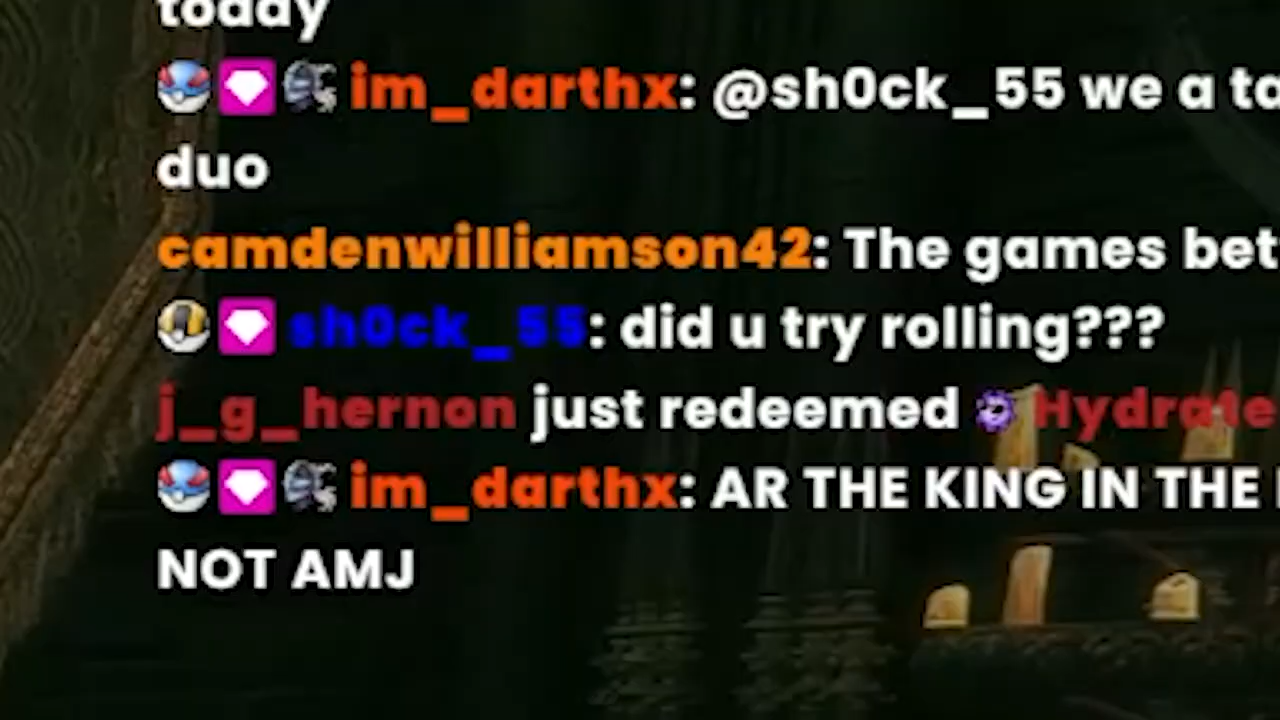 today
im_darthx: @sh0ck_55 we a
duo
camdenwilliamson42: The games
sh0ck_55: did u try rolling???
j_g_hernon just redeemed Hydrate
im_darthx: AR THE KING IN THE
NOT AMJ